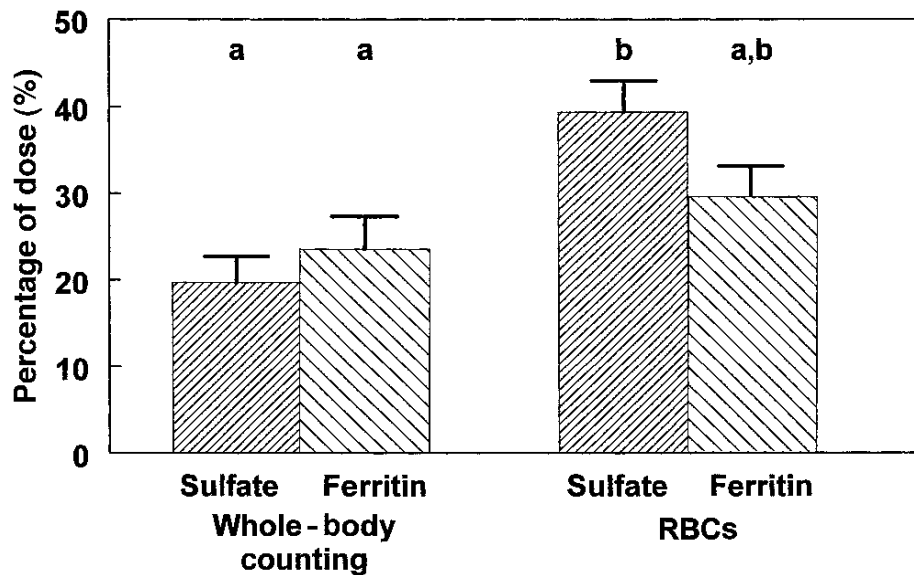 Percentage of dose (%)
50
40
30
20
10
0
a
a
b
a,b
Sulfate
Ferritin
Sulfate
Ferritin
Whole-body
counting
RBCs